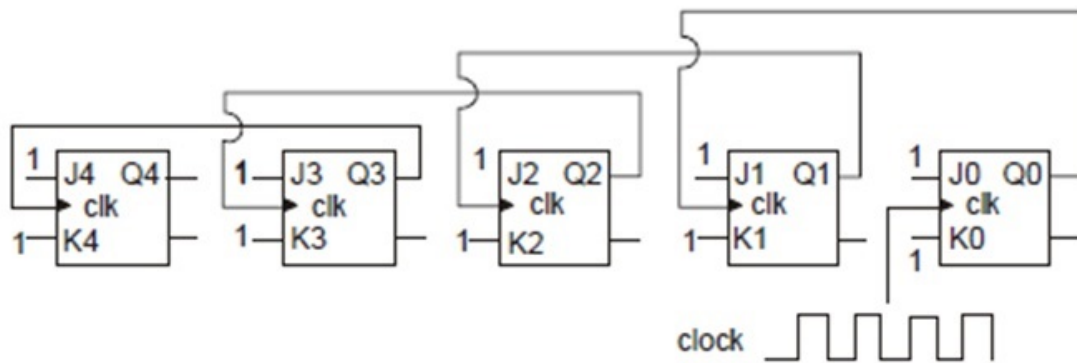 1 J4 Q4
clk
1 K4
1 J3 Q3
clk
1 K3
1 J2 Q2
clk
1 K2
1 J1 Q1
clk
1 K1
1 J0 Q0
clk
1 K0
clock